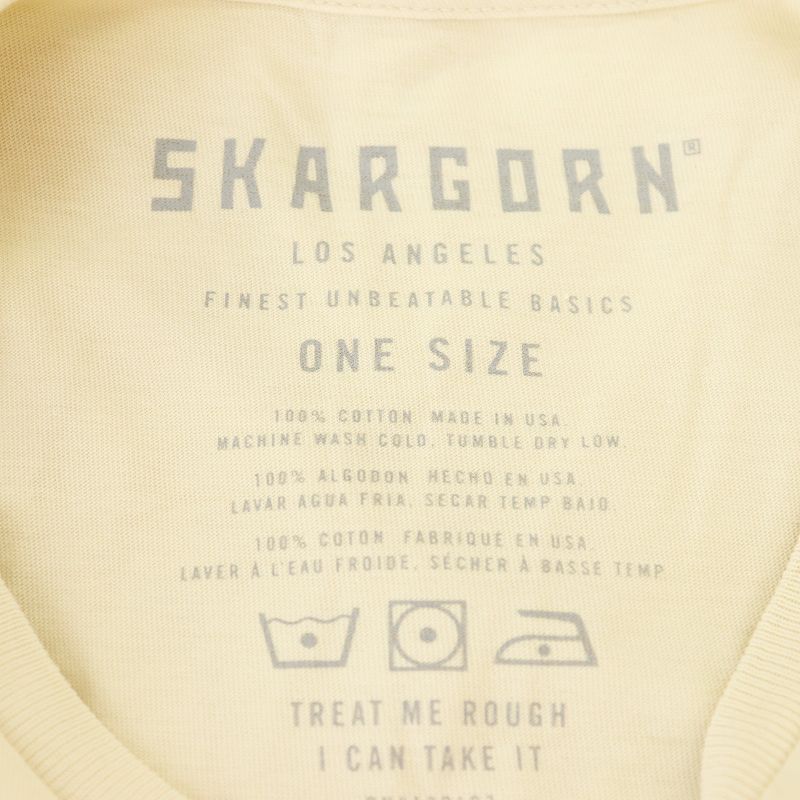 SKARGORN®
LOS ANGELES
FINEST UNBEATABLE BASICS
ONE SIZE
100% COTTON MADE IN USA.
MACHINE WASH COLD, TUMBLE DRY LOW.
100% ALGODON HECHO EN USA.
LAVAR AGUA FRIA, SECAR TEMP BAJO.
100% COTON FABRIQUE EN USA.
LAVER À L'EAU FROIDE, SÉCHER À BASSE TEMP
TREAT ME ROUGH
I CAN TAKE IT